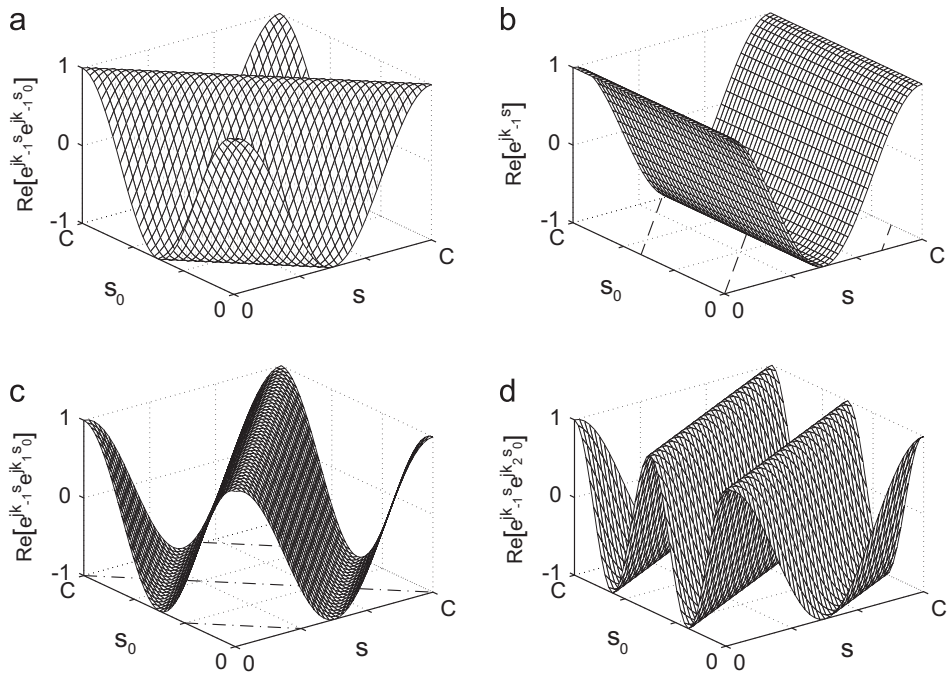 a
Re[e^{jk_{-1}s}e^{jk_{-1}s_0}]
1
0
-1
C
s_0
0
0
s
C
b
Re[e^{jk_{-1}s}]
1
0
-1
C
s_0
0
0
s
C
c
Re[e^{jk_{-1}s}e^{jk_1s_0}]
1
0
-1
C
s_0
0
0
s
C
d
Re[e^{jk_{-1}s}e^{jk_2s_0}]
1
0
-1
C
s_0
0
0
s
C